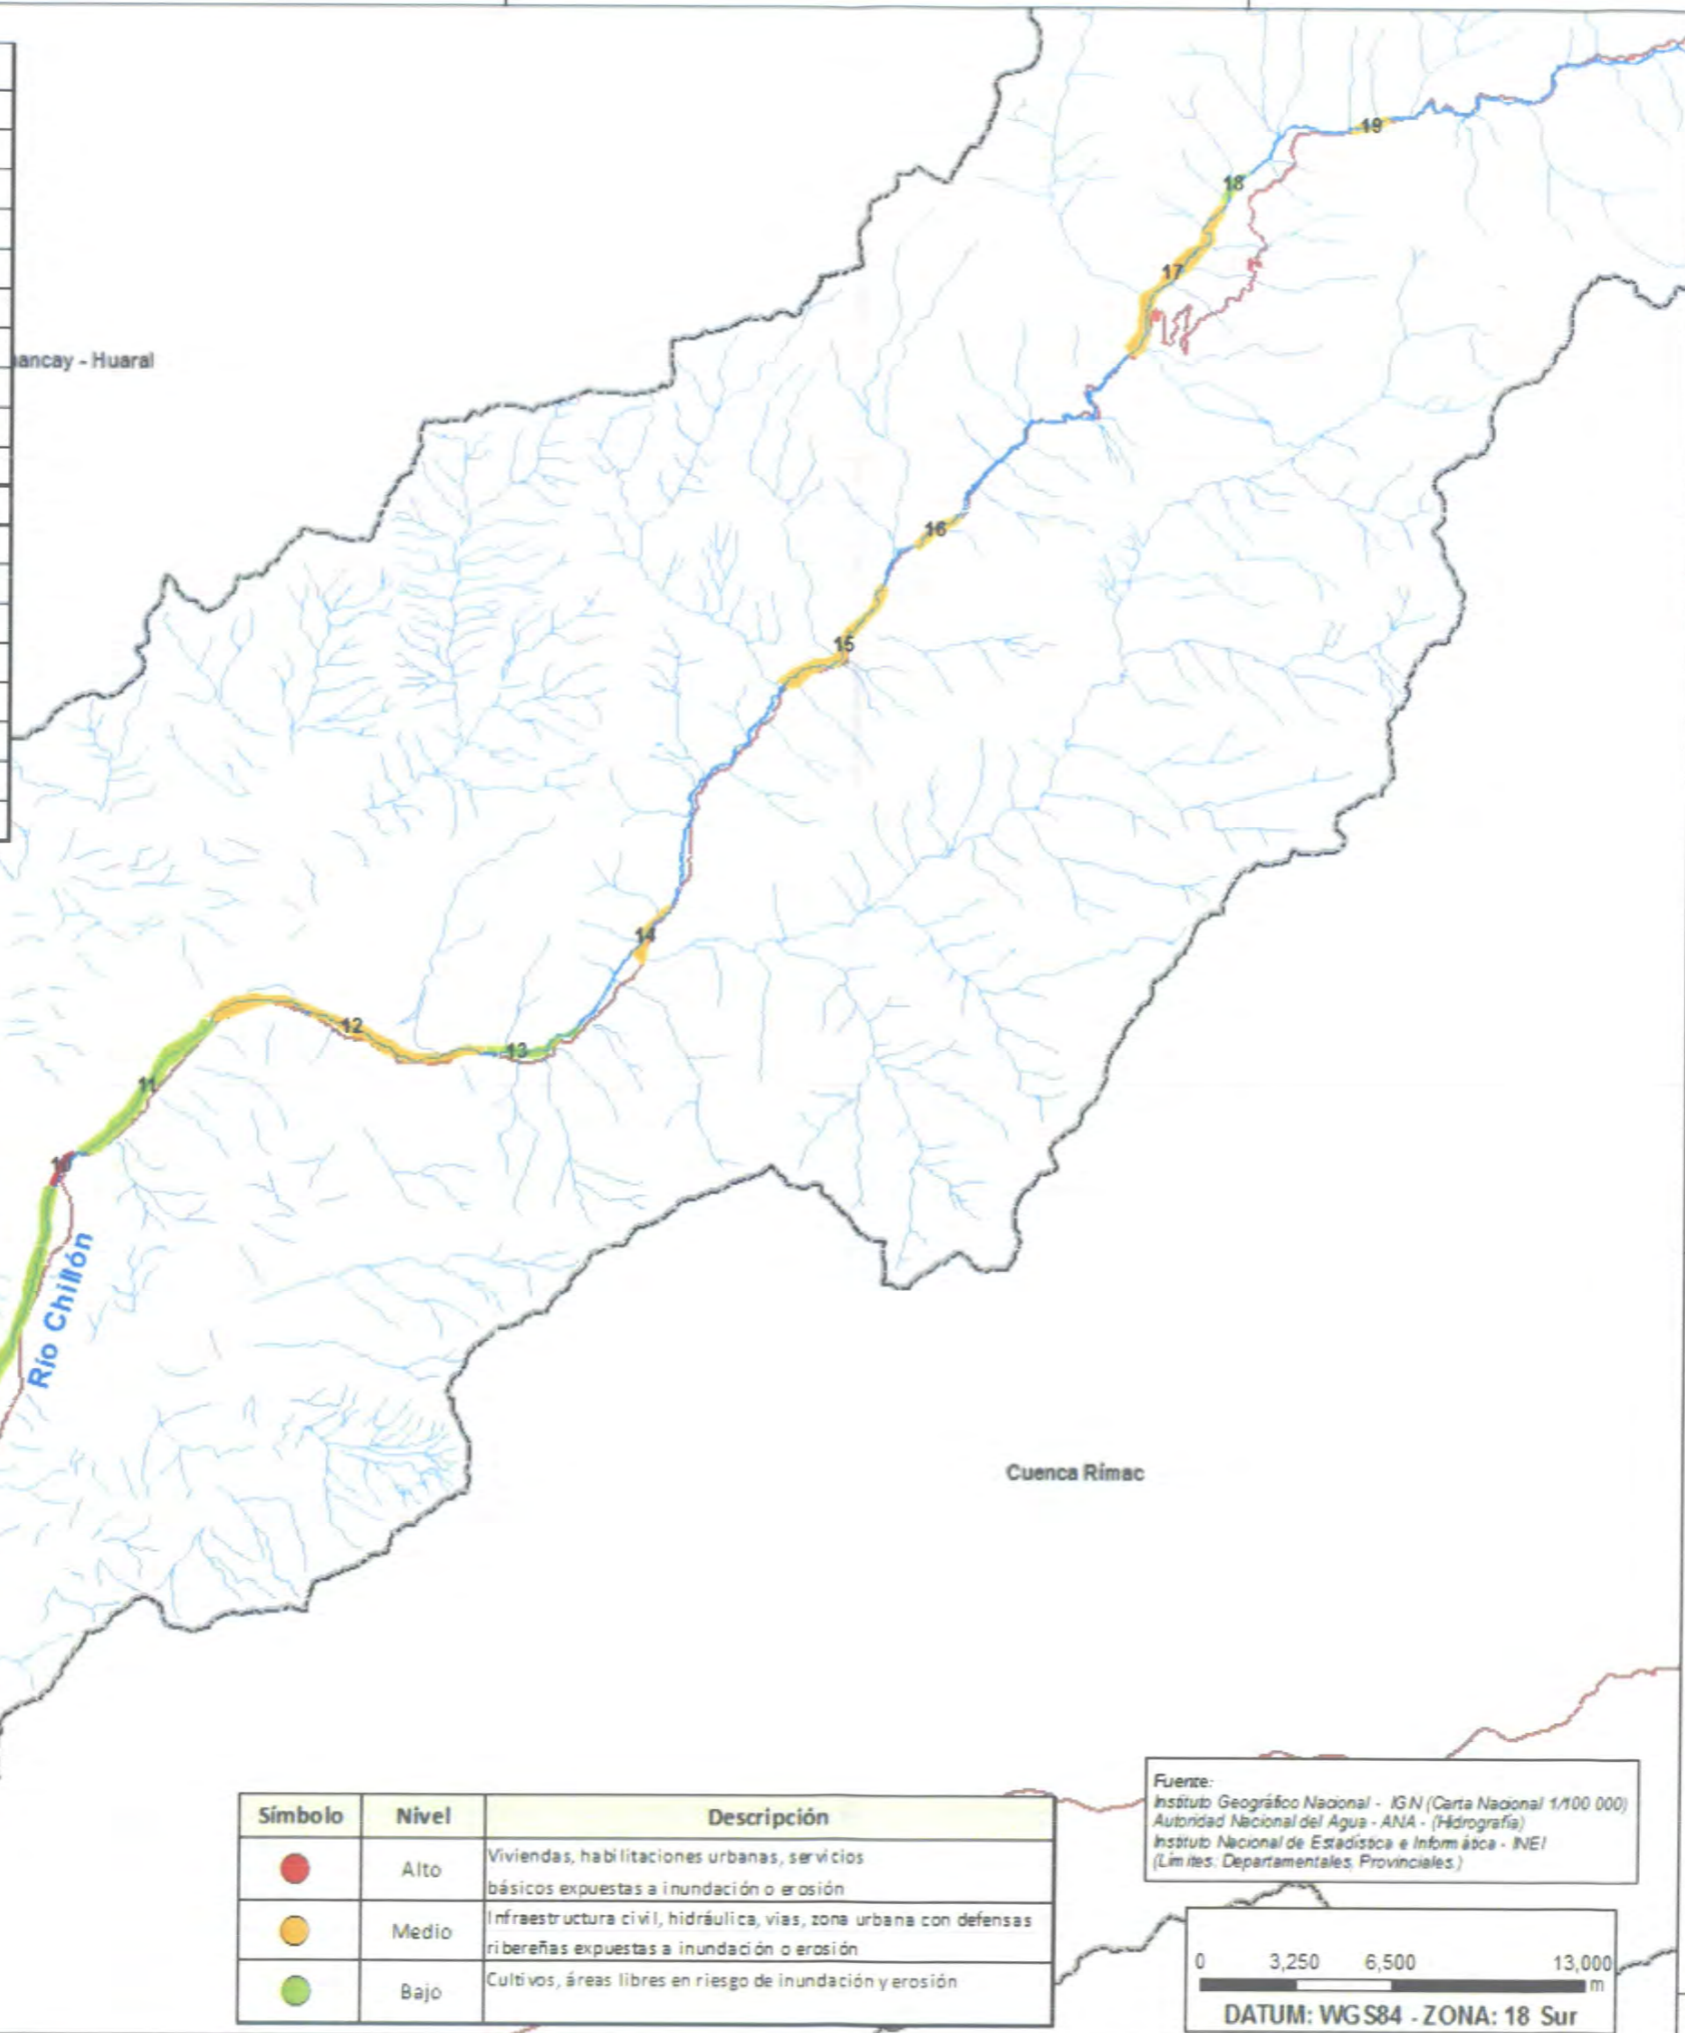 19
18
17
ancay - Huaral
16
15
14
12
13
11
10
Río Chillón
Cuenca Rímac
Fuente:
Instituto Geográfico Nacional - IGN (Carta Nacional 1/100 000)
Autoridad Nacional del Agua - ANA - (Hidrografía)
Instituto Nacional de Estadística e Informática - INEI
(Límites: Departamentales, Provinciales.)
Símbolo Nivel Descripción
Alto Viviendas, habilitaciones urbanas, servicios
básicos expuestas a inundación o erosión
Medio Infraestructura civil, hidráulica, vias, zona urbana con defensas
ribereñas expuestas a inundación o erosión
Bajo Cultivos, áreas libres en riesgo de inundación y erosión
0 3,250 6,500 13,000
m
DATUM: WGS84 - ZONA: 18 Sur